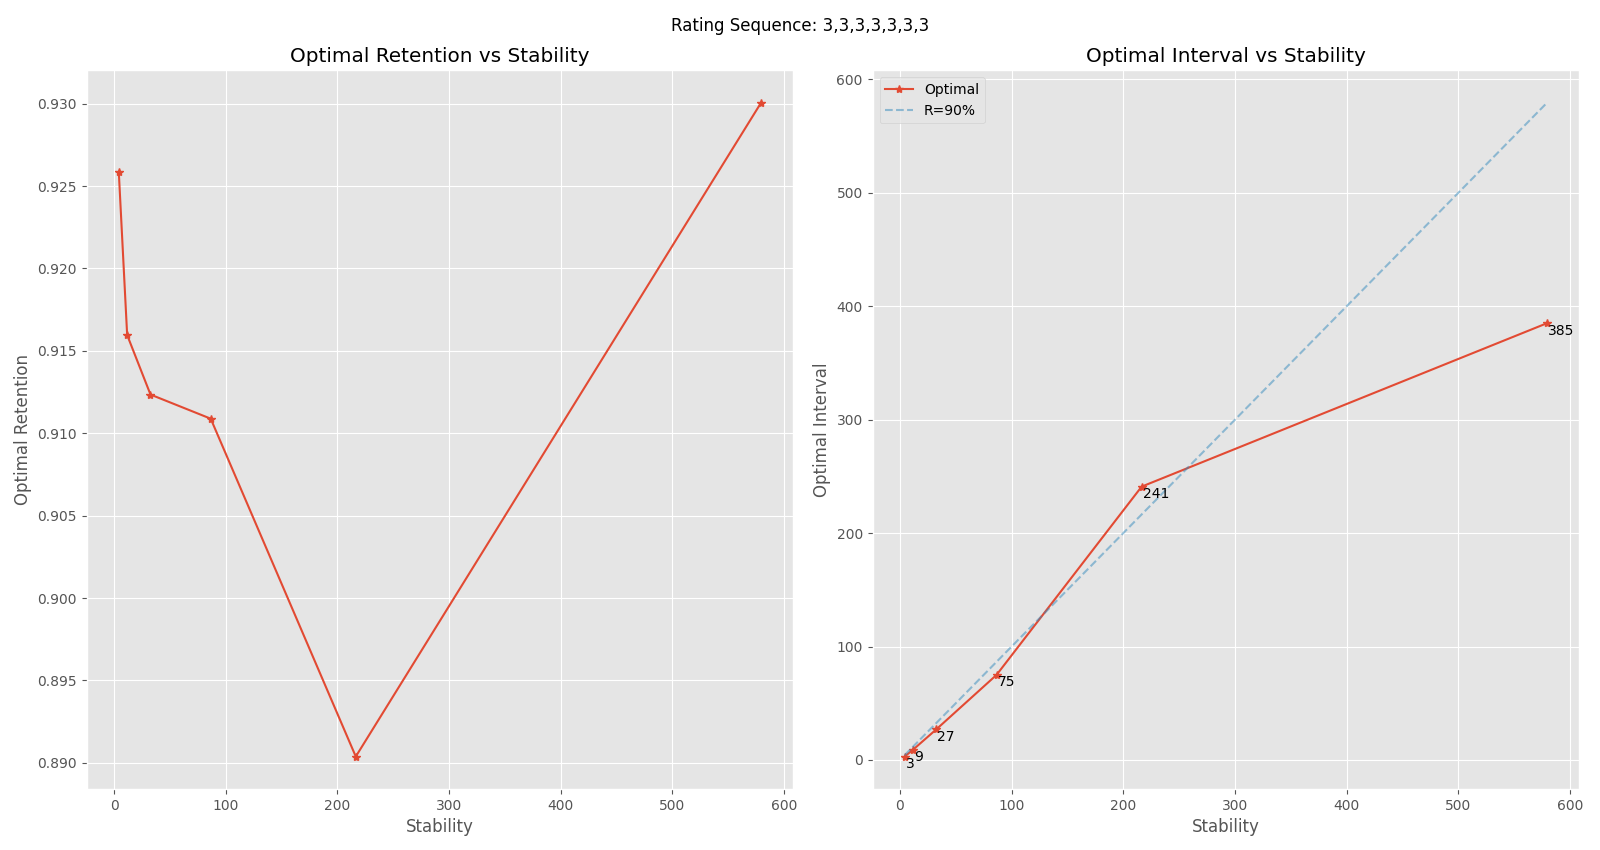 Rating Sequence: 3,3,3,3,3,3,3
Optimal Retention vs Stability
0.930
0.925
0.920
0.915
0.910
0.905
0.900
0.895
0.890
Optimal Retention
0 100 200 300 400 500 600
Stability
Optimal Interval vs Stability
Optimal
R=90%
600
500
400
300
200
100
0
Optimal Interval
385
241
75
27
9
3
0 100 200 300 400 500 600
Stability